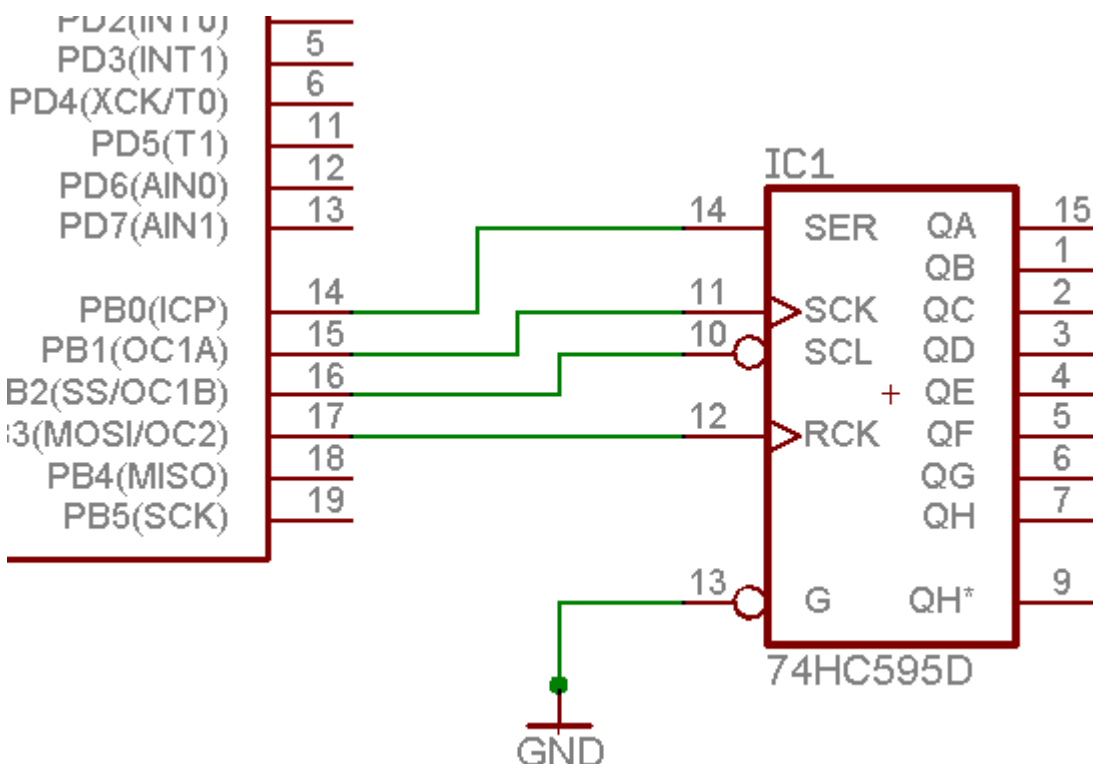 PD2(INT0)
PD3(INT1) 5
PD4(XCK/T0) 6
PD5(T1) 11
PD6(AIN0) 12
PD7(AIN1) 13
PB0(ICP) 14
PB1(OC1A) 15
B2(SS/OC1B) 16
3(MOSI/OC2) 17
PB4(MISO) 18
PB5(SCK) 19
IC1
14 SER QA 15
QB 1
11 SCK QC 2
10 SCL QD 3
QE 4
12 RCK QF 5
QG 6
QH 7
13 G QH* 9
74HC595D
GND